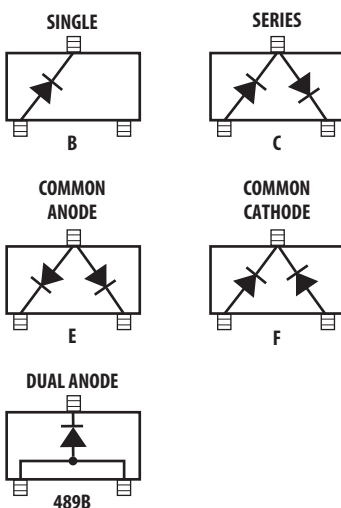 SINGLE
B
SERIES
C
COMMON
ANODE
E
COMMON
CATHODE
F
DUAL ANODE
489B